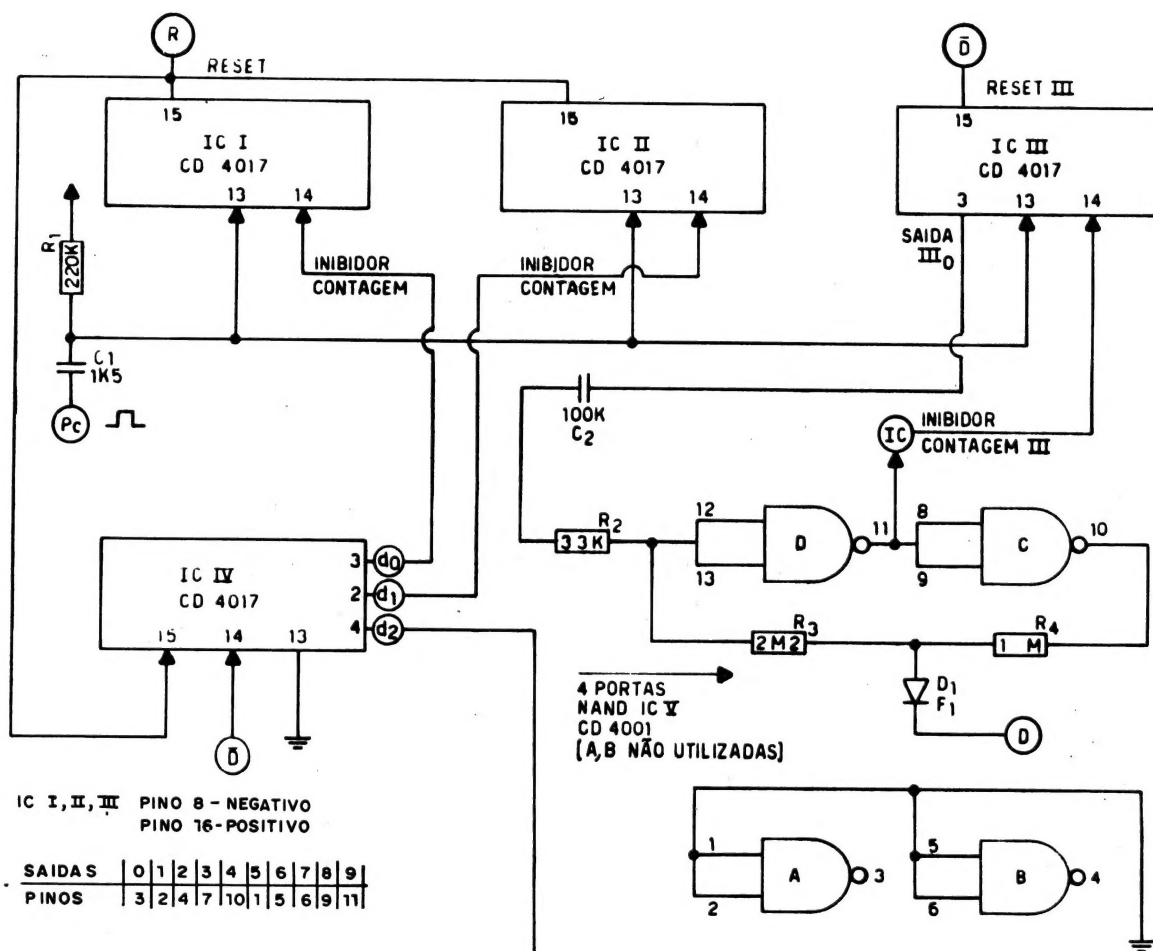 R
RESET
15
IC I
CD 4017
13 14
15
IC II
CD 4017
13 14
D̄
RESET III
15
IC III
CD 4017
3 13 14
SAIDA
III0
R1
220K
INIBIDOR
CONTAGEM
INIBIDOR
CONTAGEM
C1
1K5
Pc
100K
C2
IC
INIBIDOR
CONTAGEM III
R2
33K
12
13
D
11
8
9
C
10
IC IV
CD 4017
3 d0
2 d1
4 d2
15 14 13
D̄
R3
2M2
R4
1 M
D1
F1
D
4 PORTAS
NAND IC V
CD 4001
[A,B NÃO UTILIZADAS]
IC I, II, III PINO 8 - NEGATIVO
PINO 16 - POSITIVO
SAIDAS 0 1 2 3 4 5 6 7 8 9
PINOS 3 2 4 7 10 1 5 6 9 11
1
2
A
3
5
6
B
4